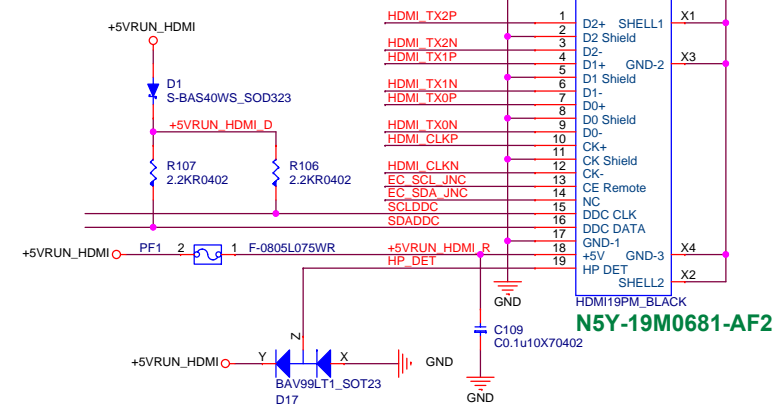 +5VRUN_HDMI
D1
S-BAS40WS_SOD323
+5VRUN_HDMI_D
R107
2.2KR0402
R106
2.2KR0402
HDMI_TX2P 1 D2+ SHELL1 X1
2 D2 Shield
HDMI_TX2N 3 D2-
HDMI_TX1P 4 D1+ GND-2 X3
5 D1 Shield
HDMI_TX1N 6 D1-
HDMI_TX0P 7 D0+
8 D0 Shield
HDMI_TX0N 9 D0-
HDMI_CLKP 10 CK+
11 CK Shield
HDMI_CLKN 12 CK-
EC_SCL_JNC 13 CE Remote
EC_SDA_JNC 14 NC
SCLDDC 15 DDC CLK
SDADDC 16 DDC DATA
17 GND-1
+5VRUN_HDMI PF1 2 1 F-0805L075WR +5VRUN_HDMI_R 18 +5V GND-3 X4
HP_DET 19 HP DET
SHELL2 X2
GND
HDMI19PM_BLACK
N5Y-19M0681-AF2
C109
C0.1u10X70402
GND
Z
+5VRUN_HDMI Y X GND
BAV99LT1_SOT23
D17